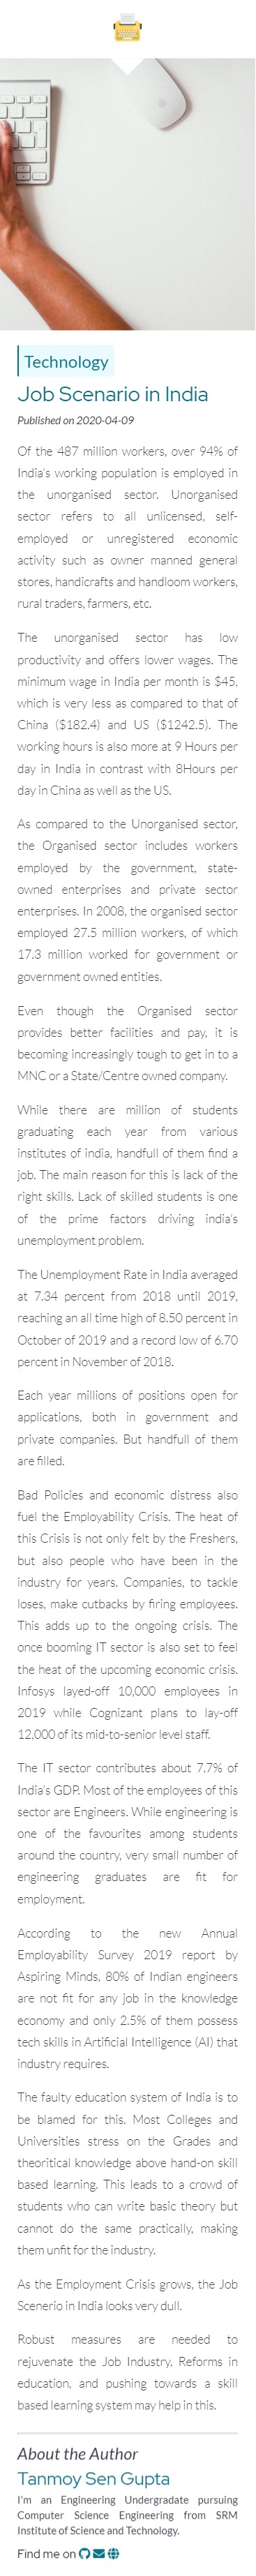 Technology
Job Scenario in India
Published on 2020-04-09
Of the 487 million workers, over 94% of
India's working population is employed in
the unorganised sector. Unorganised
sector refers to all unlicensed, self-
employed or unregistered economic
activity such as owner manned general
stores, handicrafts and handloom workers,
rural traders, farmers, etc.
The unorganised sector has low
productivity and offers lower wages. The
minimum wage in India per month is $45,
which is very less as compared to that of
China ($182.4) and US ($1242.5). The
working hours is also more at 9 Hours per
day in India in contrast with 8Hours per
day in China as well as the US.
As compared to the Unorganised sector,
the Organised sector includes workers
employed by the government, state-
owned enterprises and private sector
enterprises. In 2008, the organised sector
employed 27.5 million workers, of which
17.3 million worked for government or
government owned entities.
Even though the Organised sector
provides better facilities and pay, it is
becoming increasingly tough to get in to a
MNC or a State/Centre owned company.
While there are million of students
graduating each year from various
institutes of india, handfull of them find a
job. The main reason for this is lack of the
right skills. Lack of skilled students is one
of the prime factors driving india's
unemployment problem.
The Unemployment Rate in India averaged
at 7.34 percent from 2018 until 2019,
reaching an all time high of 8.50 percent in
October of 2019 and a record low of 6.70
percent in November of 2018.
Each year millions of positions open for
applications, both in government and
private companies. But handfull of them
are filled.
Bad Policies and economic distress also
fuel the Employability Crisis. The heat of
this Crisis is not only felt by the Freshers,
but also people who have been in the
industry for years. Companies, to tackle
loses, make cutbacks by firing employees.
This adds up to the ongoing crisis. The
once booming IT sector is also set to feel
the heat of the upcoming economic crisis.
Infosys layed-off 10,000 employees in
2019 while Cognizant plans to lay-off
12,000 of its mid-to-senior level staff.
The IT sector contributes about 7.7% of
India's GDP. Most of the employees of this
sector are Engineers. While engineering is
one of the favourites among students
around the country, very small number of
engineering graduates are fit for
employment.
According to the new Annual
Employability Survey 2019 report by
Aspiring Minds, 80% of Indian engineers
are not fit for any job in the knowledge
economy and only 2.5% of them possess
tech skills in Artificial Intelligence (AI) that
industry requires.
The faulty education system of India is to
be blamed for this. Most Colleges and
Universities stress on the Grades and
theoritical knowledge above hand-on skill
based learning. This leads to a crowd of
students who can write basic theory but
cannot do the same practically, making
them unfit for the industry.
As the Employment Crisis grows, the Job
Scenerio in India looks very dull.
Robust measures are needed to
rejuvenate the Job Industry. Reforms in
education, and pushing towards a skill
based learning system may help in this.
About the Author
Tanmoy Sen Gupta
I'm an Engineering Undergraduate pursuing
Computer Science Engineering from SRM
Institute of Science and Technology.
Find me on